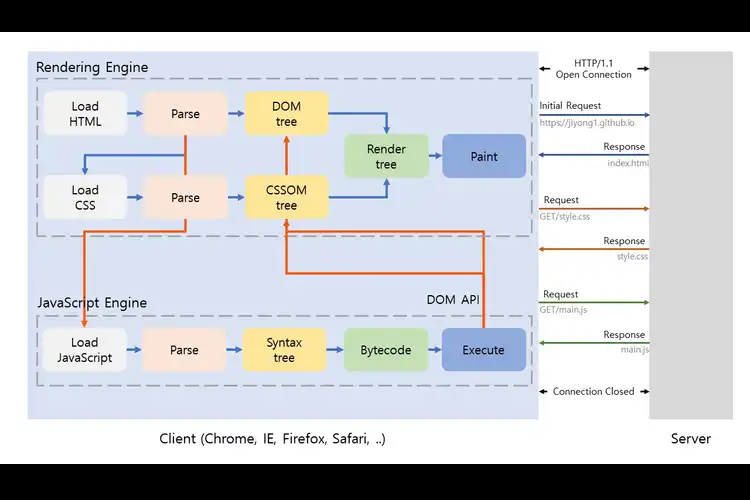 Rendering Engine
Load
HTML
Parse
DOM
tree
Render
tree
Paint
Load
CSS
Parse
CSSOM
tree
JavaScript Engine
DOM API
Load
JavaScript
Parse
Syntax
tree
Bytecode
Execute
HTTP/1.1
Open Connection
Initial Request
https://jiyong1.github.io
Response
index.html
Request
GET/style.css
Response
style.css
Request
GET/main.js
Response
main.js
Connection Closed
Client (Chrome, IE, Firefox, Safari, ..)
Server